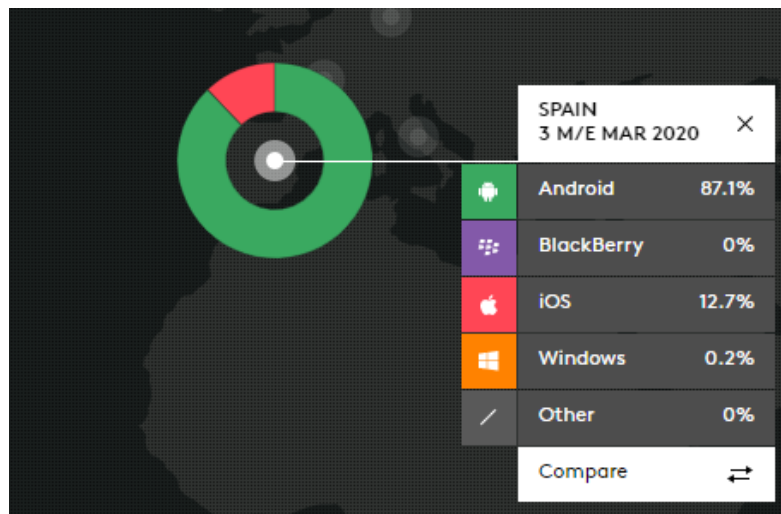 SPAIN
3 M/E MAR 2020
Android 87.1%
BlackBerry 0%
iOS 12.7%
Windows 0.2%
Other 0%
Compare